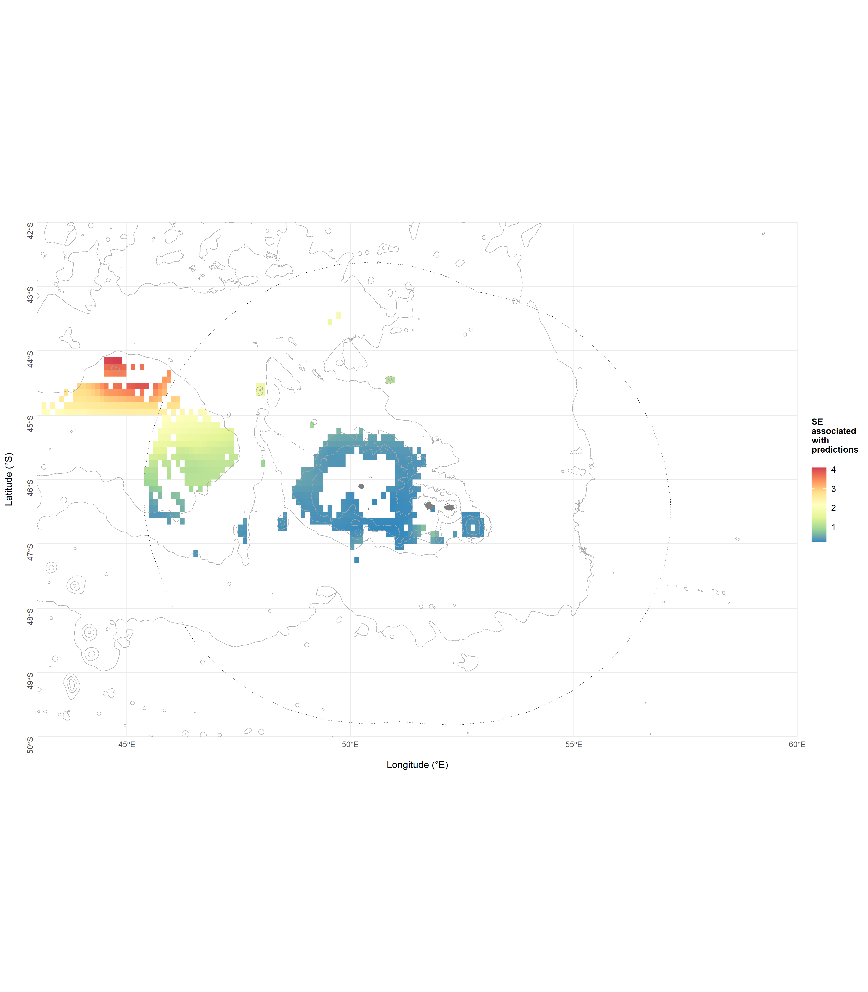 42°S
43°S
44°S
45°S
46°S
47°S
48°S
49°S
50°S
Latitude (°S)
45°E
50°E
55°E
60°E
Longitude (°E)
SE
associated
with
predictions
4
3
2
1